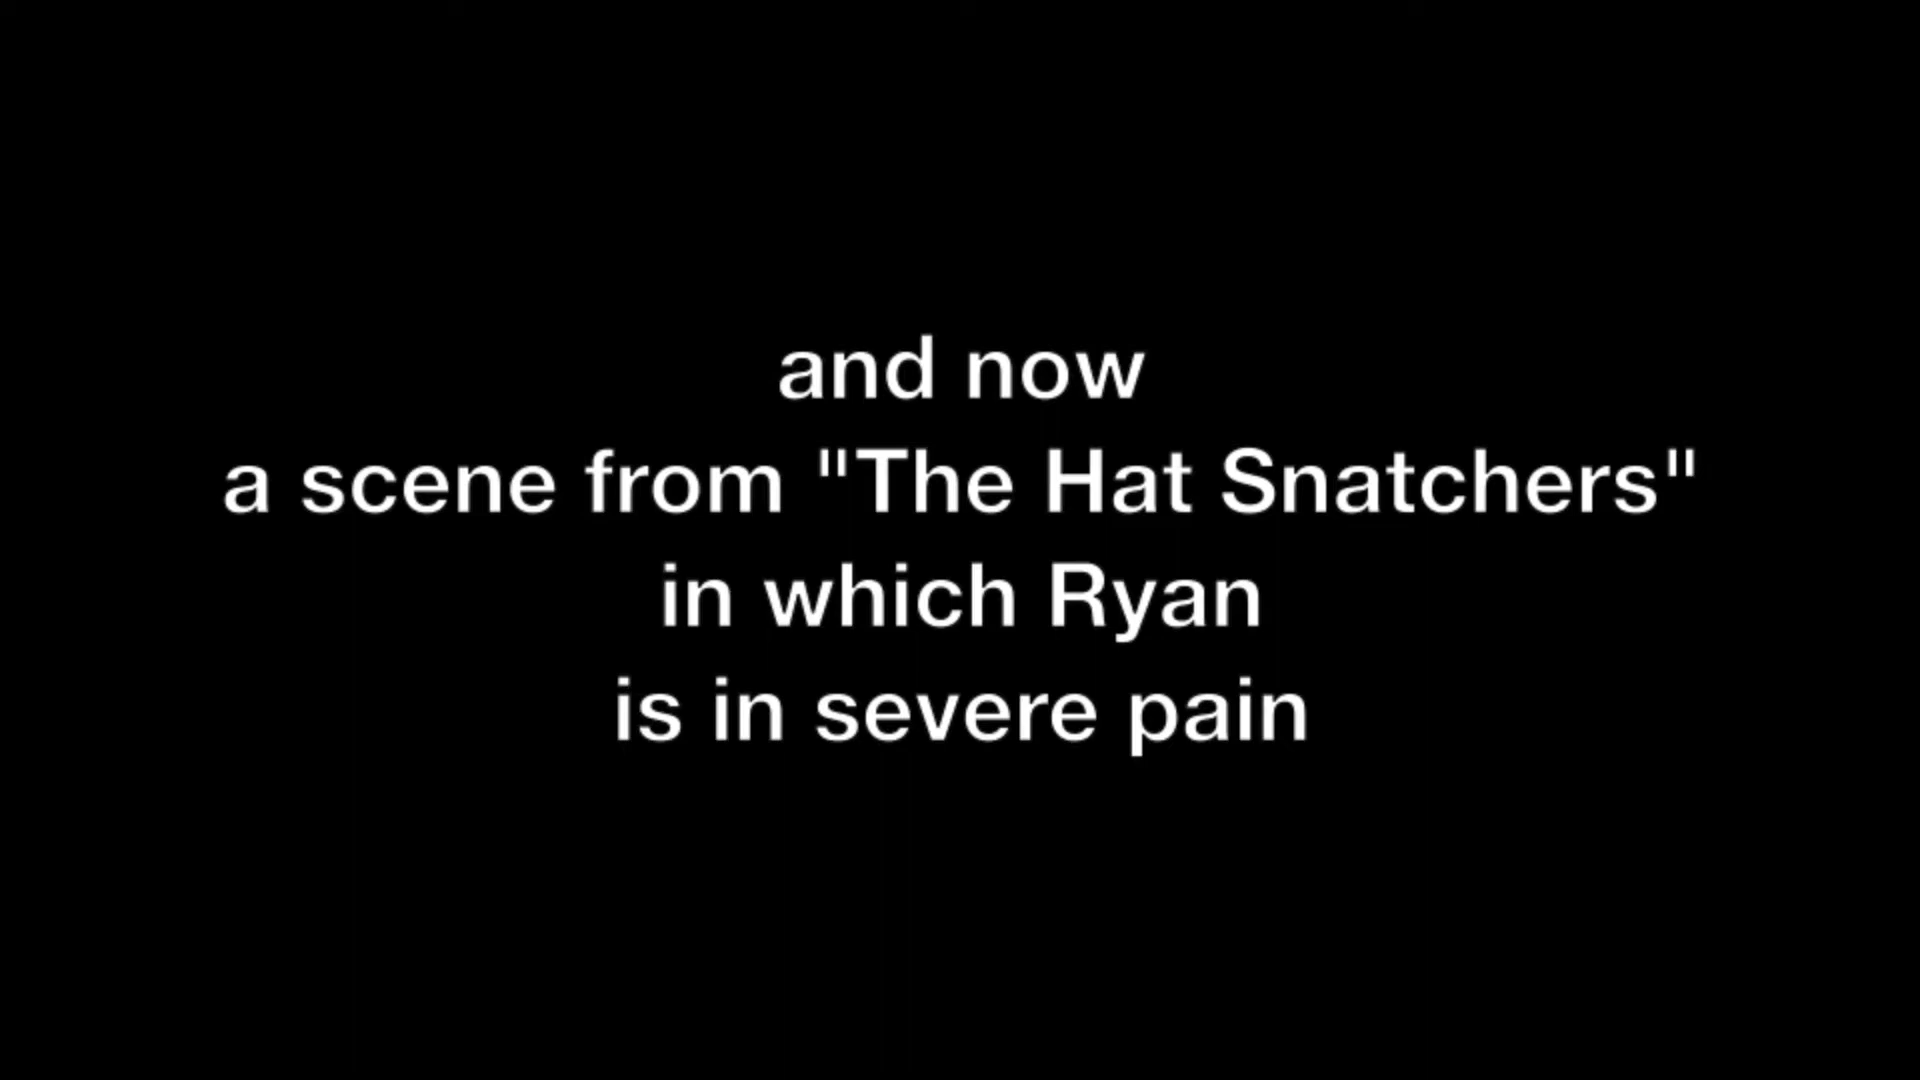 and now
a scene from "The Hat Snatchers"
in which Ryan
is in severe pain